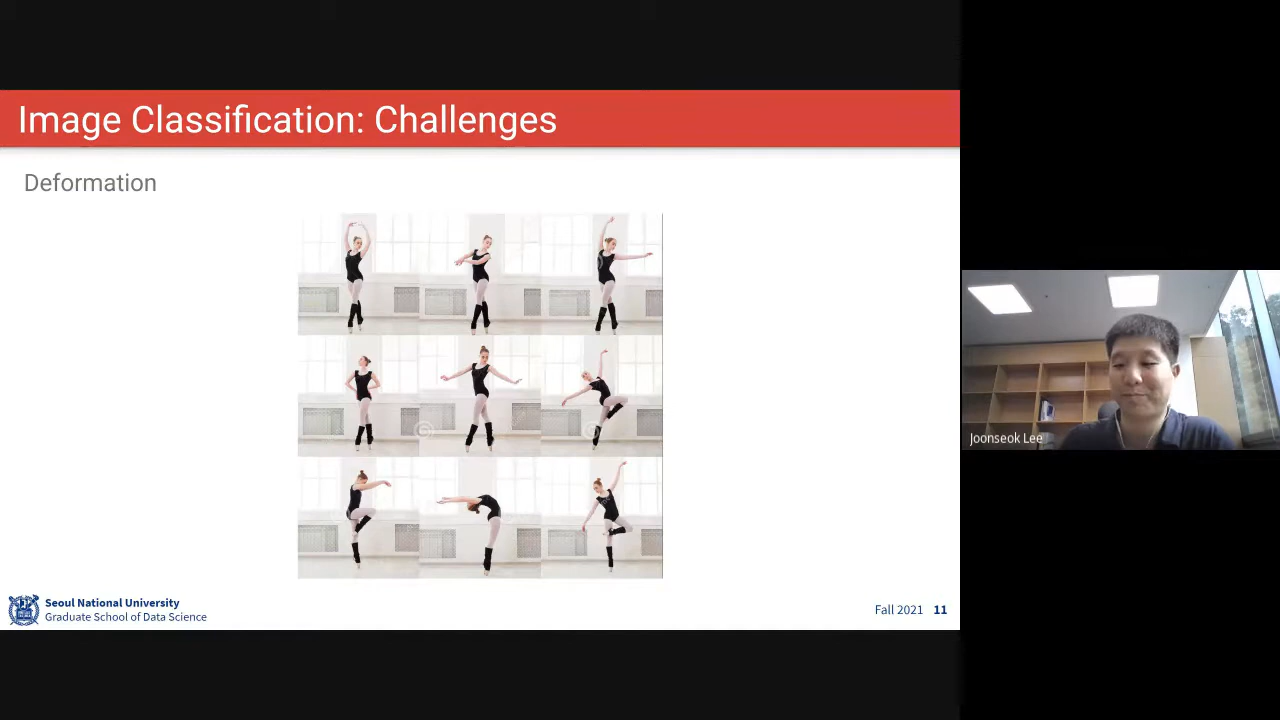 Image Classification: Challenges
Deformation
Joonseok Lee
Seoul National University
Graduate School of Data Science
Fall 2021 11